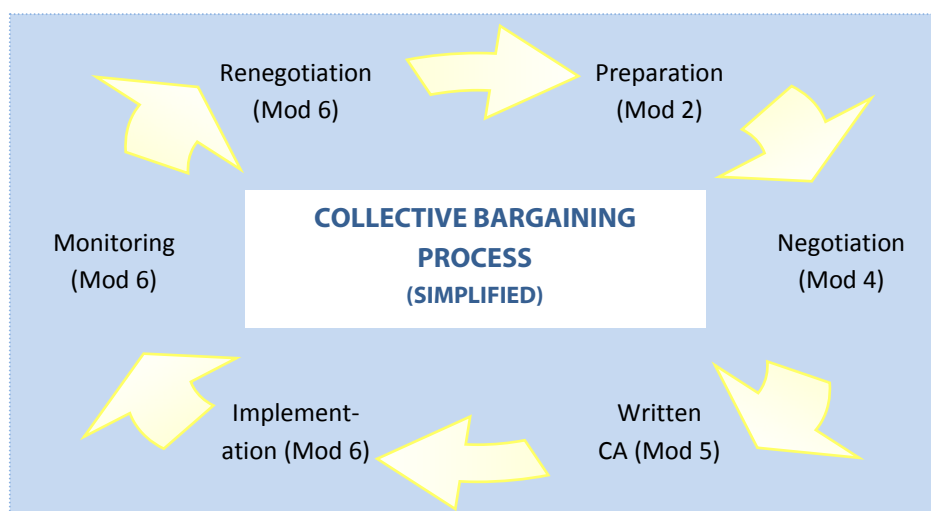 Renegotiation
(Mod 6)
Preparation
(Mod 2)
COLLECTIVE BARGAINING
PROCESS
(SIMPLIFIED)
Monitoring
(Mod 6)
Negotiation
(Mod 4)
Implement-
ation (Mod 6)
Written
CA (Mod 5)